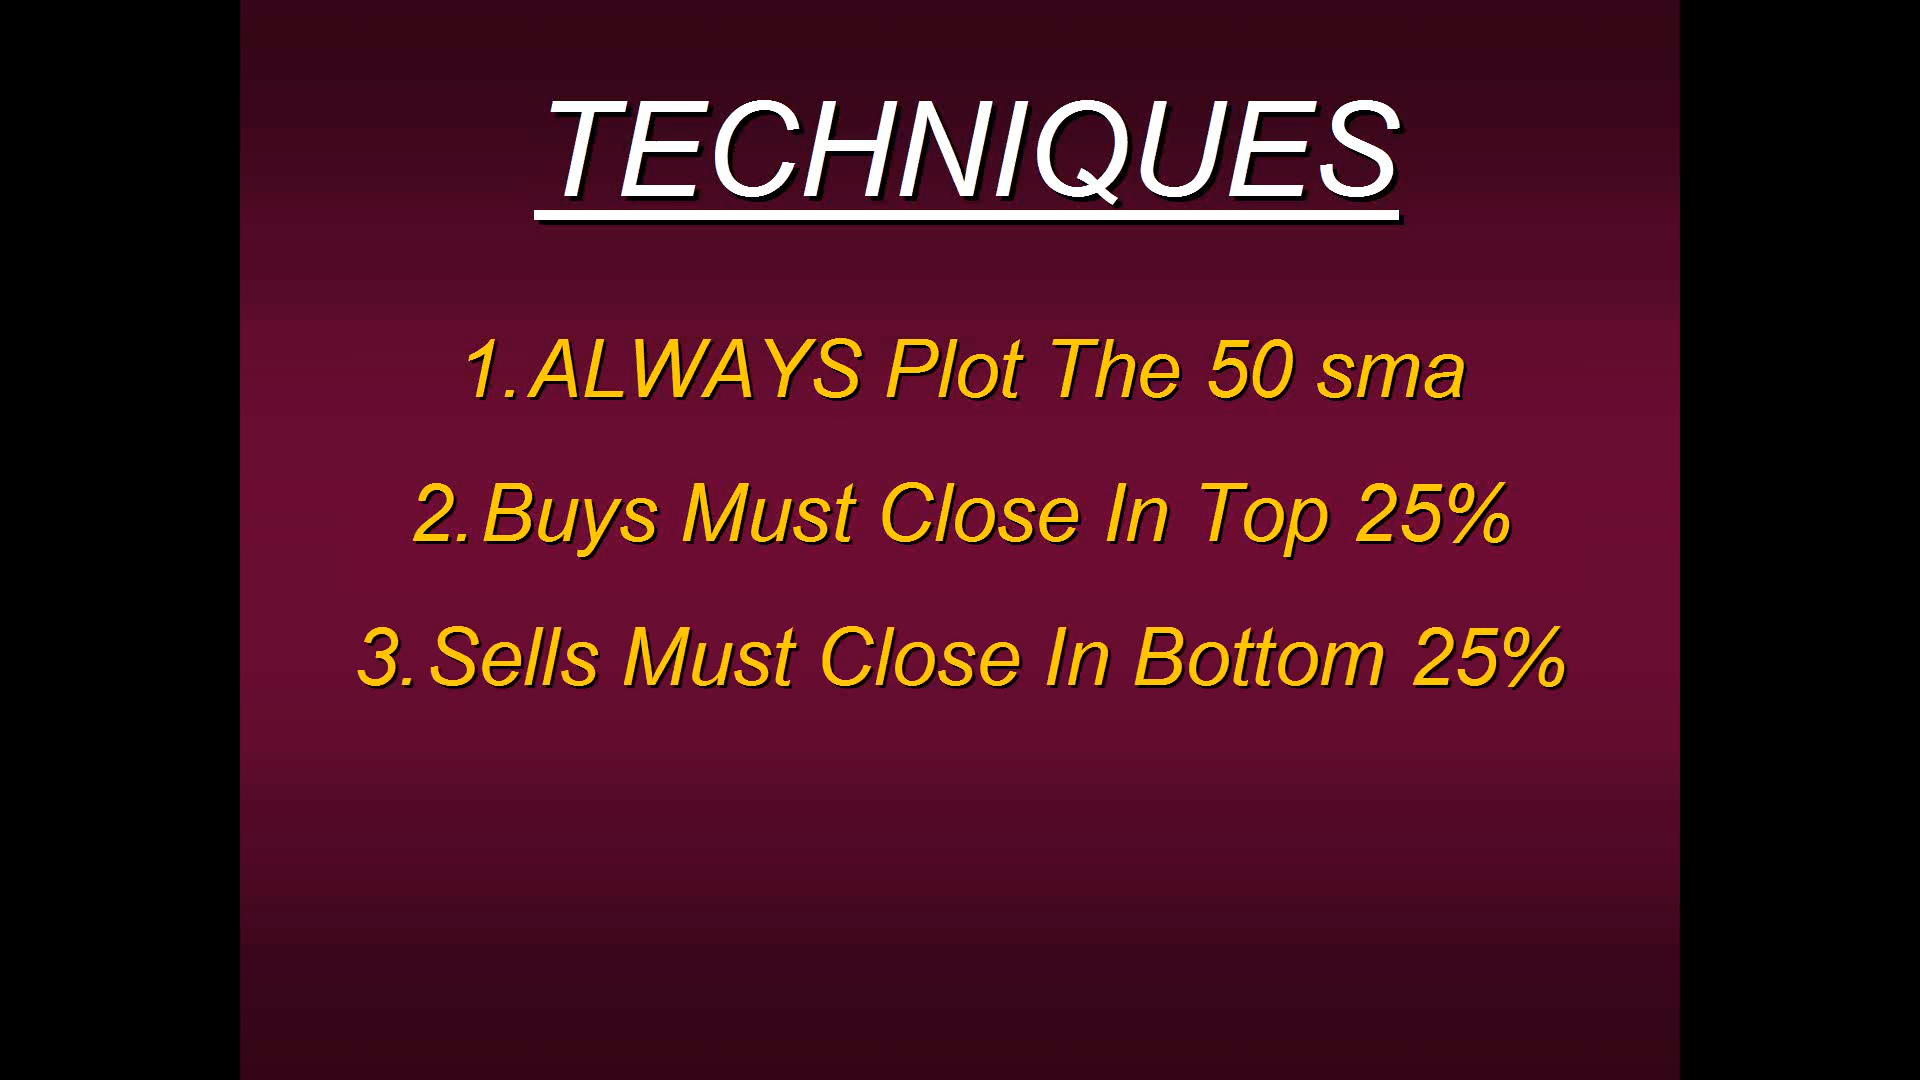 TECHNIQUES
1. ALWAYS Plot The 50 sma
2. Buys Must Close In Top 25%
3. Sells Must Close In Bottom 25%